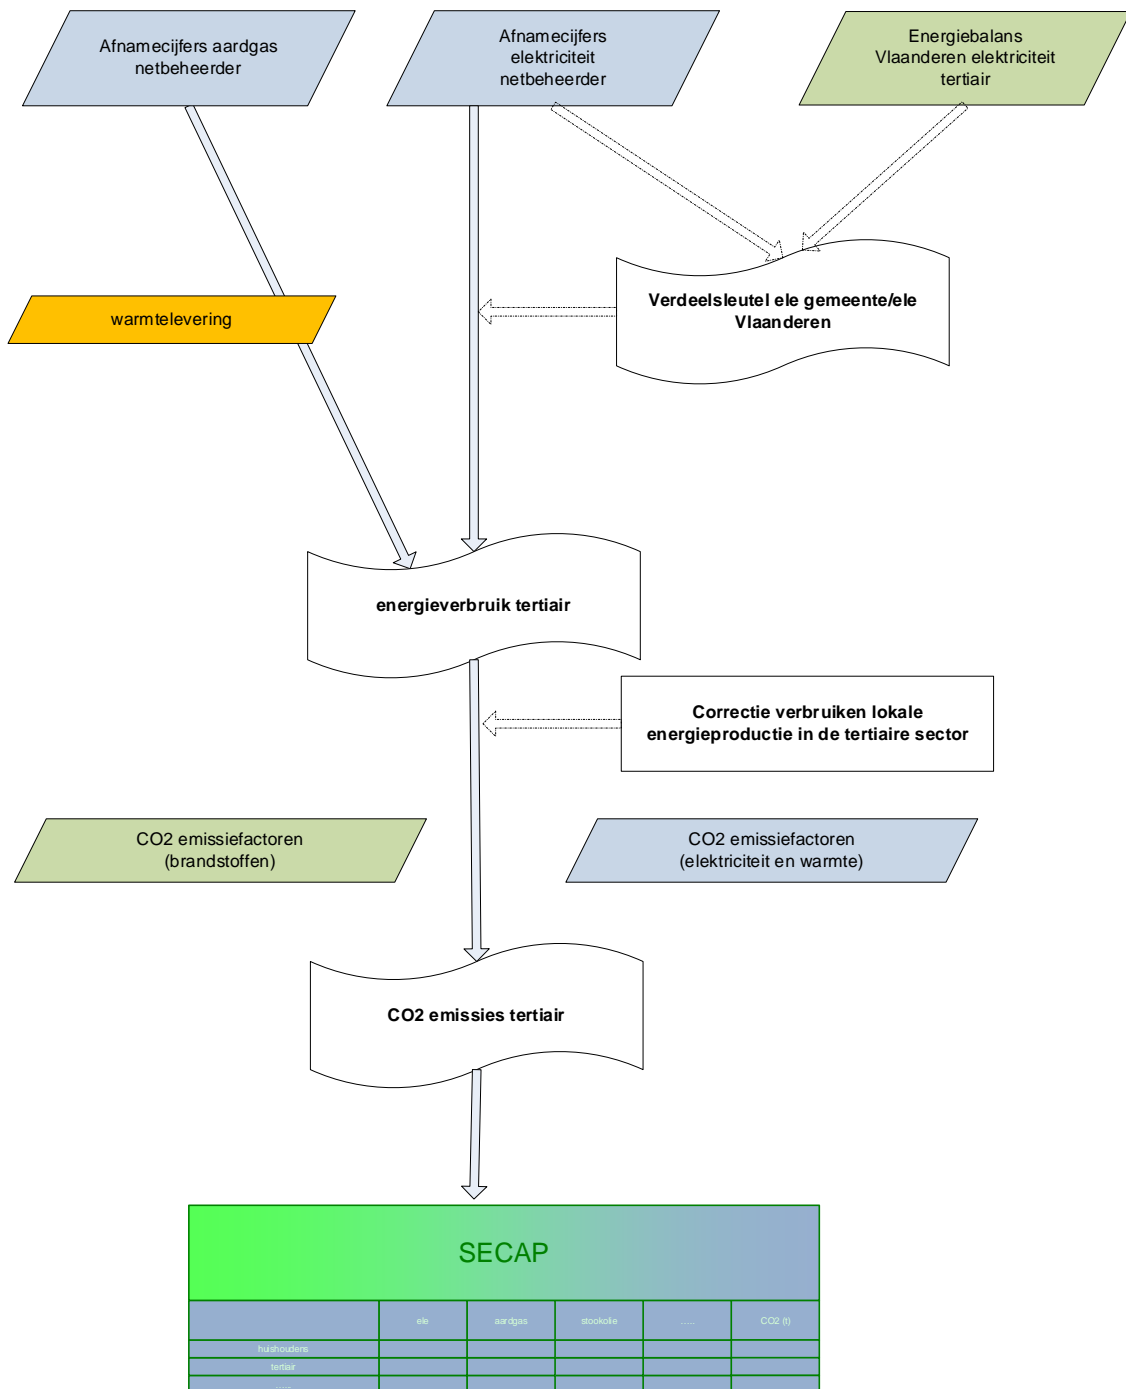 Afnamecijfers aardgas
netbeheerder
Afnamecijfers
elektriciteit
netbeheerder
Energiebalans
Vlaanderen elektriciteit
tertiair
Verdeelsleutel ele gemeente/ele
Vlaanderen
warmtelevering
energieverbruik tertiair
Correctie verbruiken lokale
energieproductie in de tertiaire sector
CO2 emissiefactoren
(brandstoffen)
CO2 emissiefactoren
(elektriciteit en warmte)
CO2 emissies tertiair
SECAP
ele aardgas stookolie ..... CO2 (t)
huishoudens
tertiair
.....